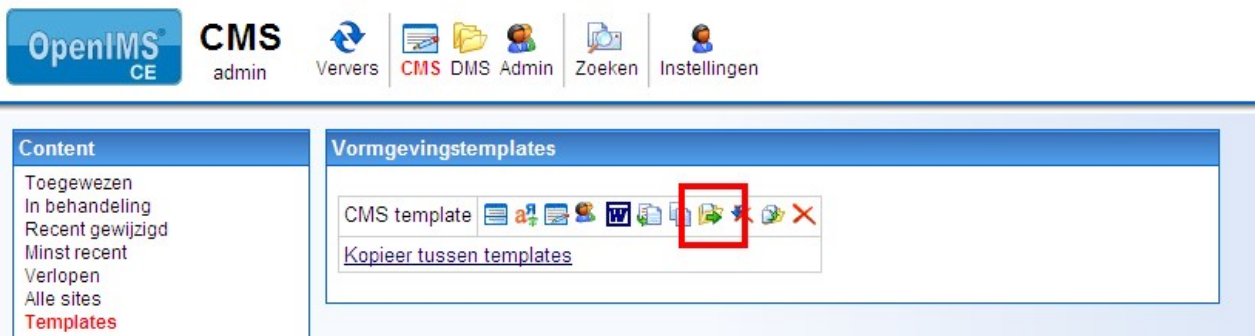 OpenIMS CE
CMS
admin
Ververs CMS DMS Admin Zoeken Instellingen
Content
Toegewezen
In behandeling
Recent gewijzigd
Minst recent
Verlopen
Alle sites
Templates
Vormgevingstemplates
CMS template
Kopieer tussen templates